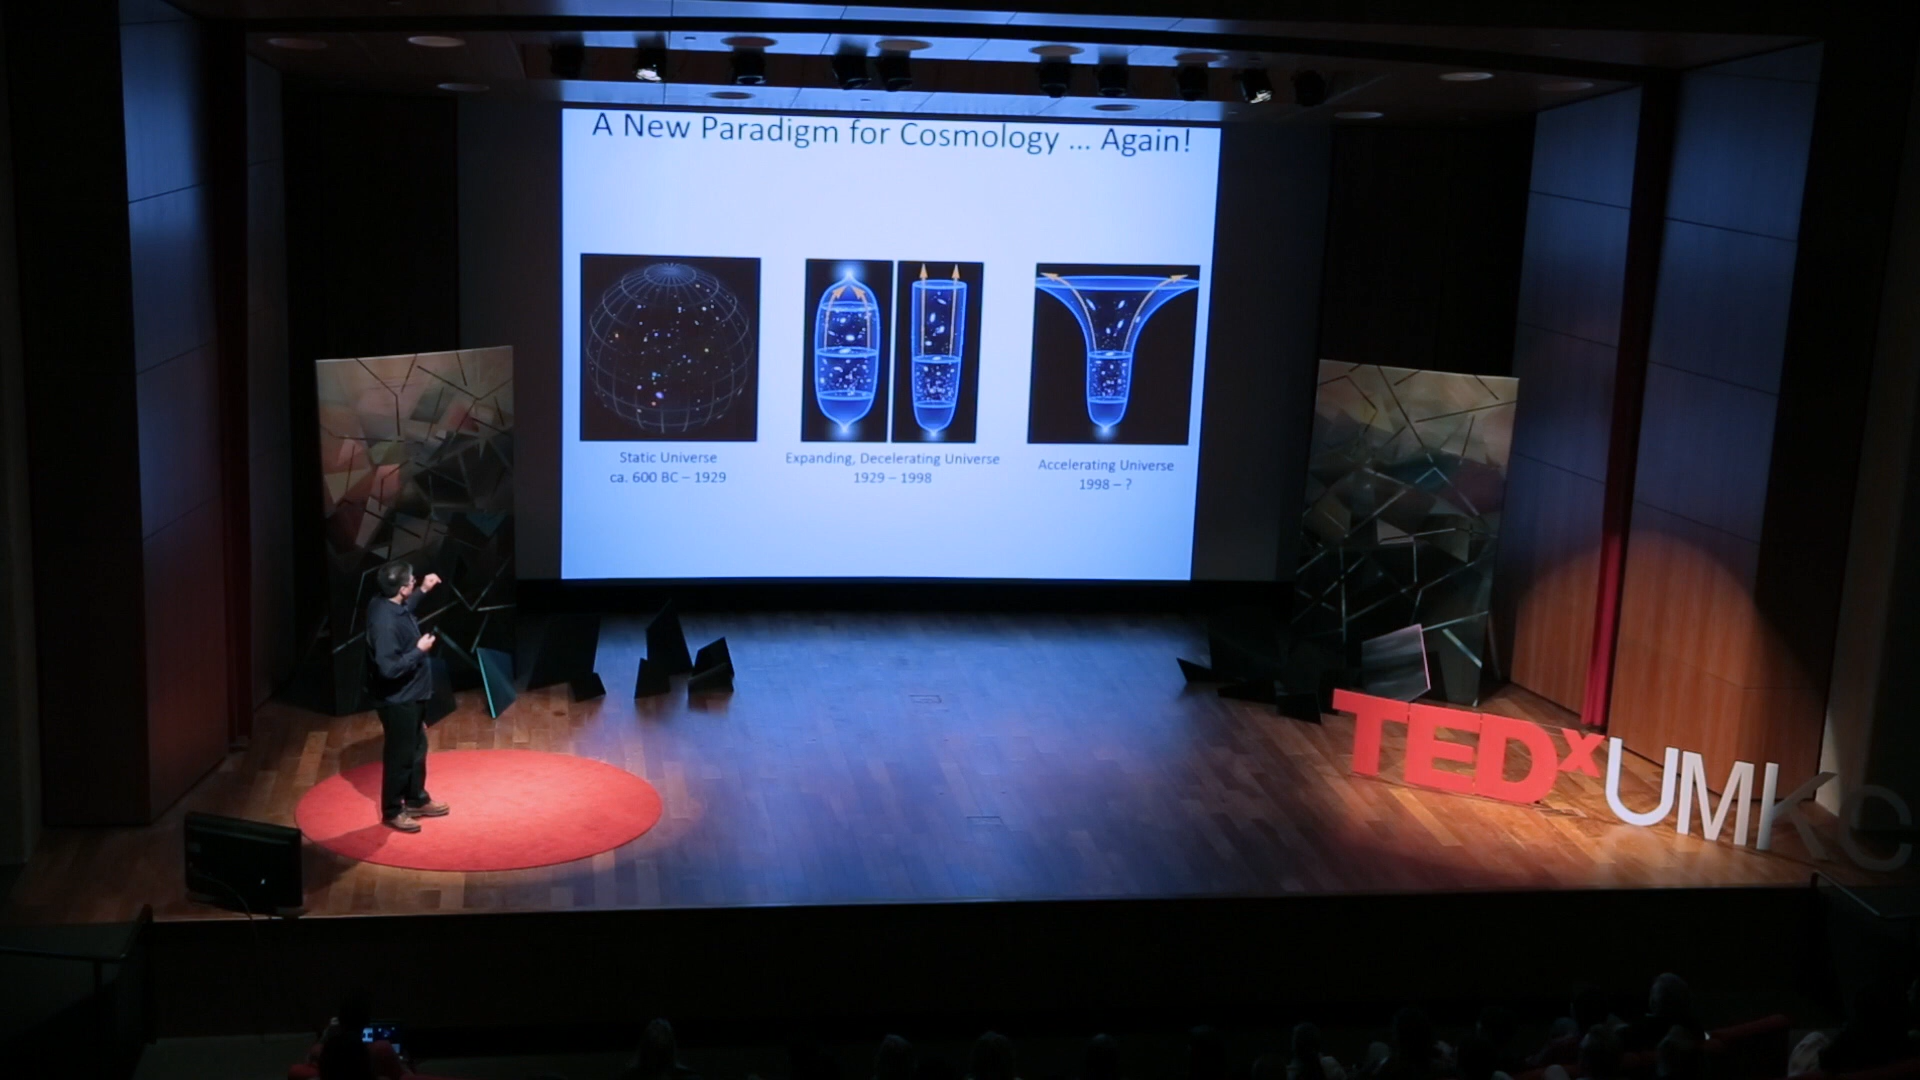 A New Paradigm for Cosmology ... Again!
Static Universe
ca. 600 BC – 1929
Expanding, Decelerating Universe
1929 – 1998
Accelerating Universe
1998 – ?
TEDxUMKC